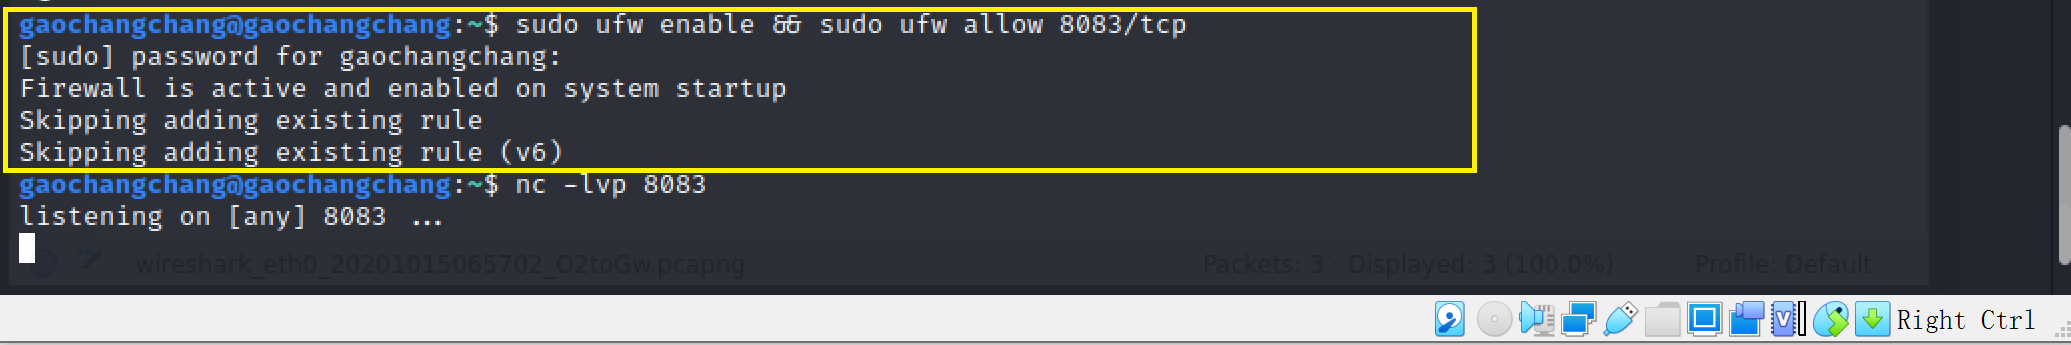 gaochangchang@gaochangchang:~$ sudo ufw enable && sudo ufw allow 8083/tcp
[sudo] password for gaochangchang:
Firewall is active and enabled on system startup
Skipping adding existing rule
Skipping adding existing rule (v6)
gaochangchang@gaochangchang:~$ nc -lvp 8083
listening on [any] 8083 ...
wireshark_eth0_20201015065702_O2toGw.pcapng Packets: 3 · Displayed: 3 (100.0%) Profile: Default
Right Ctrl